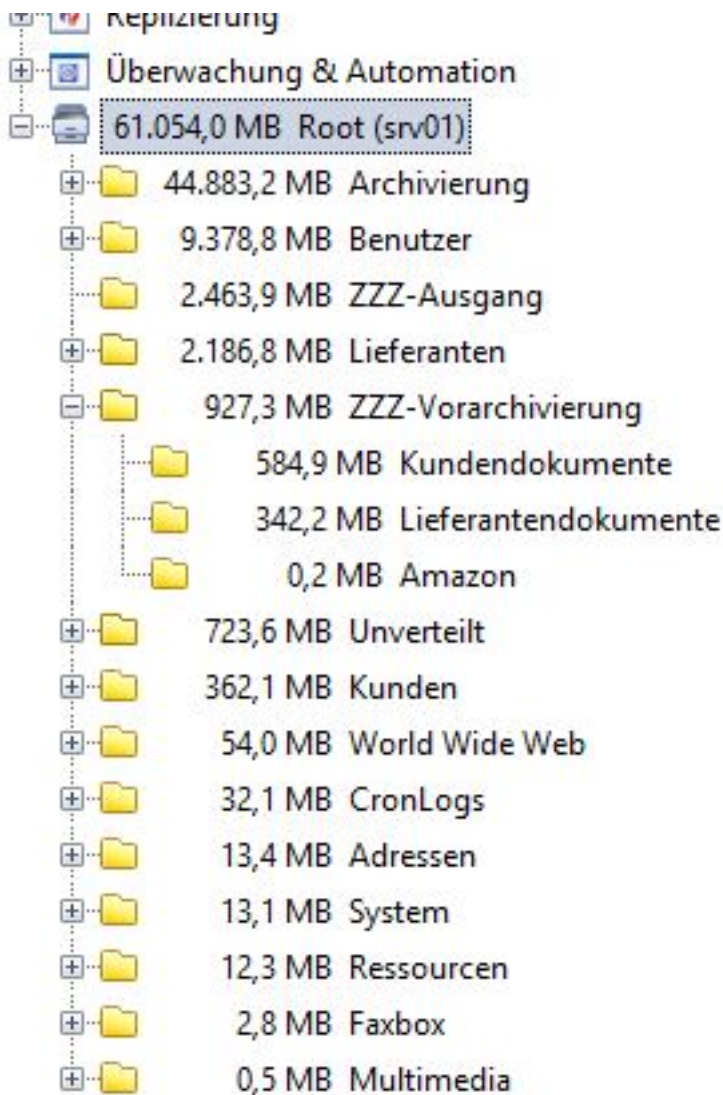 Replizierung
Überwachung & Automation
61.054,0 MB Root (srv01)
44.883,2 MB Archivierung
9.378,8 MB Benutzer
2.463,9 MB ZZZ-Ausgang
2.186,8 MB Lieferanten
927,3 MB ZZZ-Vorarchivierung
584,9 MB Kundendokumente
342,2 MB Lieferantendokumente
0,2 MB Amazon
723,6 MB Unverteilt
362,1 MB Kunden
54,0 MB World Wide Web
32,1 MB CronLogs
13,4 MB Adressen
13,1 MB System
12,3 MB Ressourcen
2,8 MB Faxbox
0,5 MB Multimedia